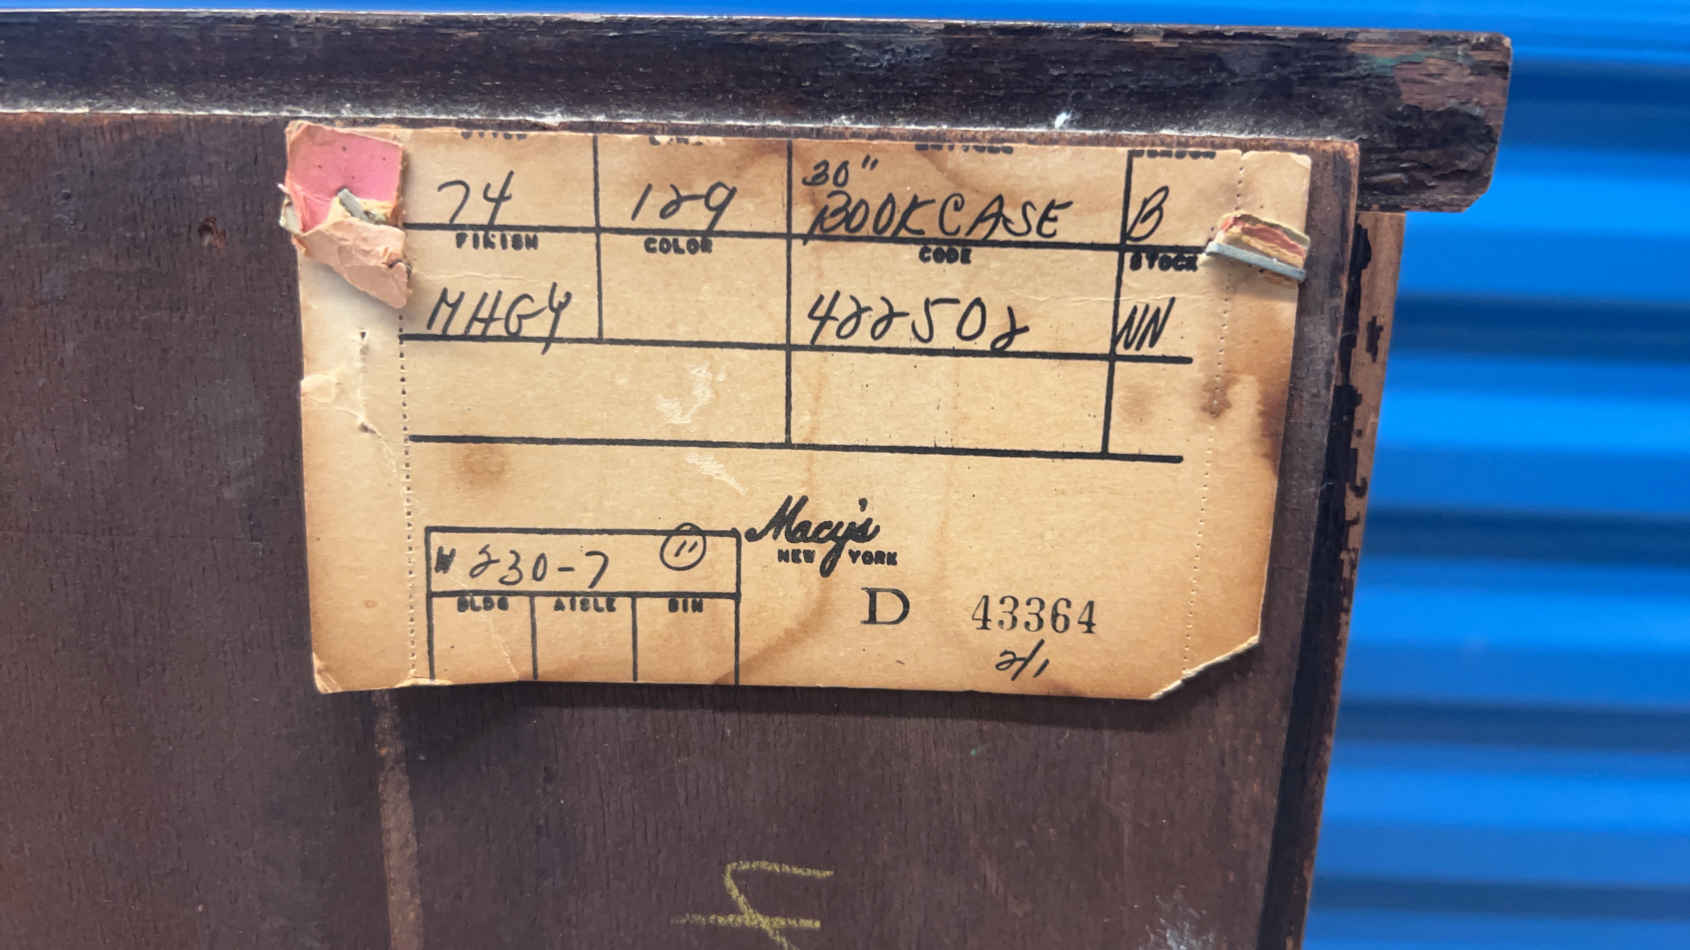 74 129 30" BOOKCASE B
FINISH COLOR CODE STOCK
MHGY 422502 NN
Macy's
NEW YORK
230-7 11
BLDG AISLE BIN
D 43364
2/1